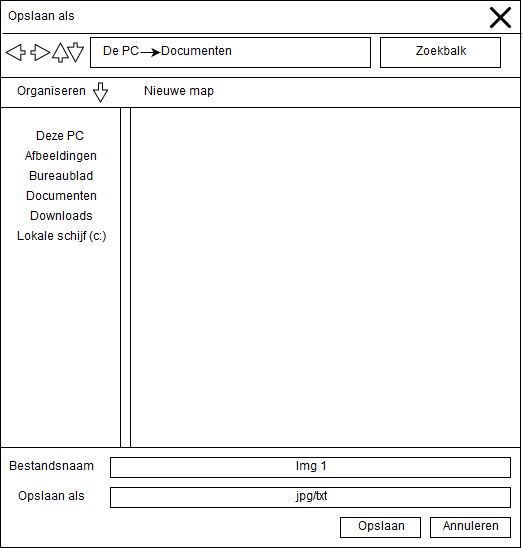 Opslaan als
De PC Documenten
Zoekbalk
Organiseren Nieuwe map
Deze PC
Afbeeldingen
Bureaublad
Documenten
Downloads
Lokale schijf (c:)
Bestandsnaam Img 1
Opslaan als jpg/txt
Opslaan Annuleren